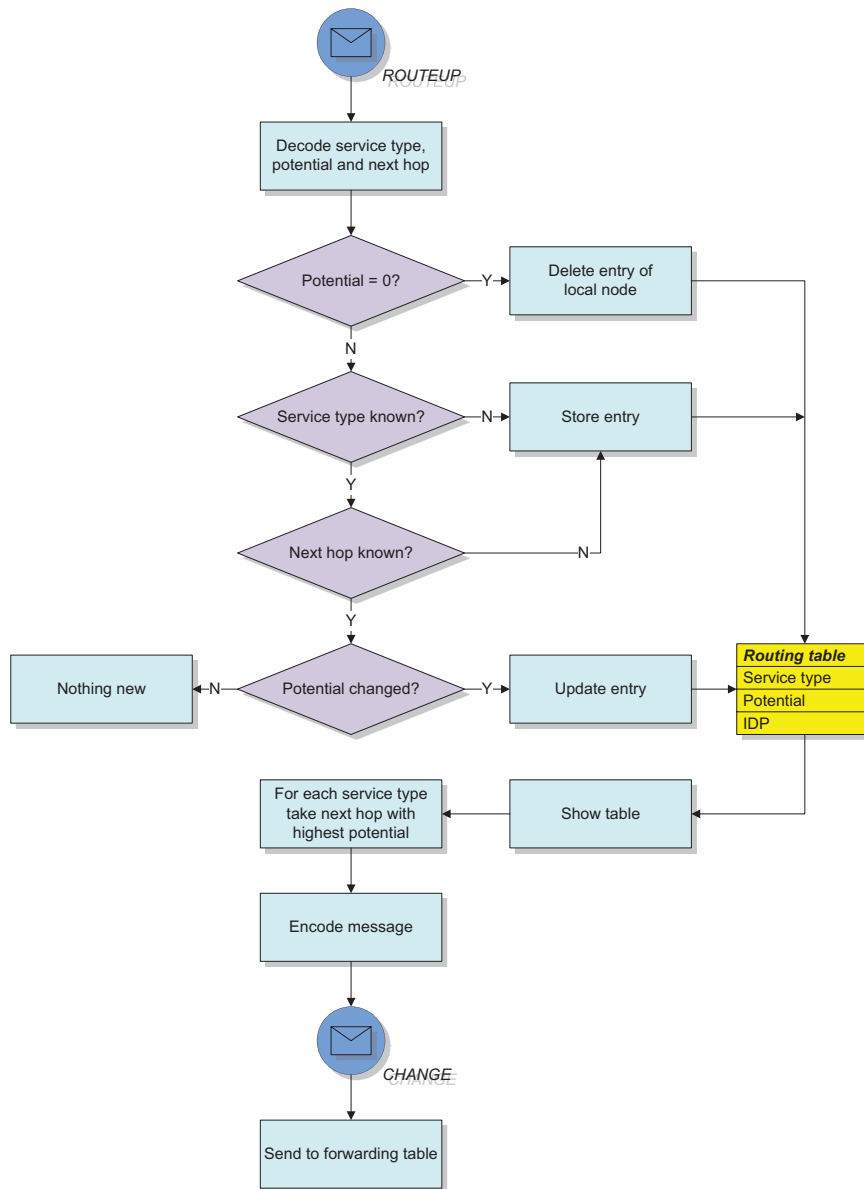 ROUTEUP
Decode service type,
potential and next hop
Potential = 0?
Y
Delete entry of
local node
N
Service type known?
N
Store entry
Y
Next hop known?
N
Y
Nothing new
N
Potential changed?
Y
Update entry
Routing table
Service type
Potential
IDP
For each service type
take next hop with
highest potential
Show table
Encode message
CHANGE
Send to forwarding table